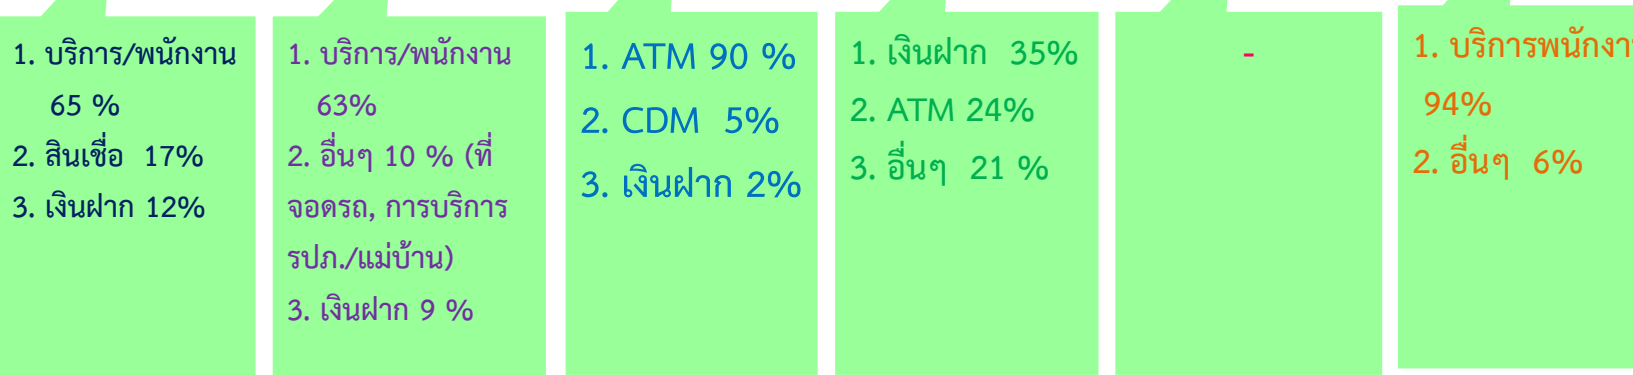 1. บริการ/พนักงาน
65 %
2. สินเชื่อ 17%
3. เงินฝาก 12%
1. บริการ/พนักงาน
63%
2. อื่นๆ 10 % (ที่
จอดรถ, การบริการ
รปภ./แม่บ้าน)
3. เงินฝาก 9 %
1. ATM 90 %
2. CDM 5%
3. เงินฝาก 2%
1. เงินฝาก 35%
2. ATM 24%
3. อื่นๆ 21 %
-
1. บริการพนักงา
94%
2. อื่นๆ 6%